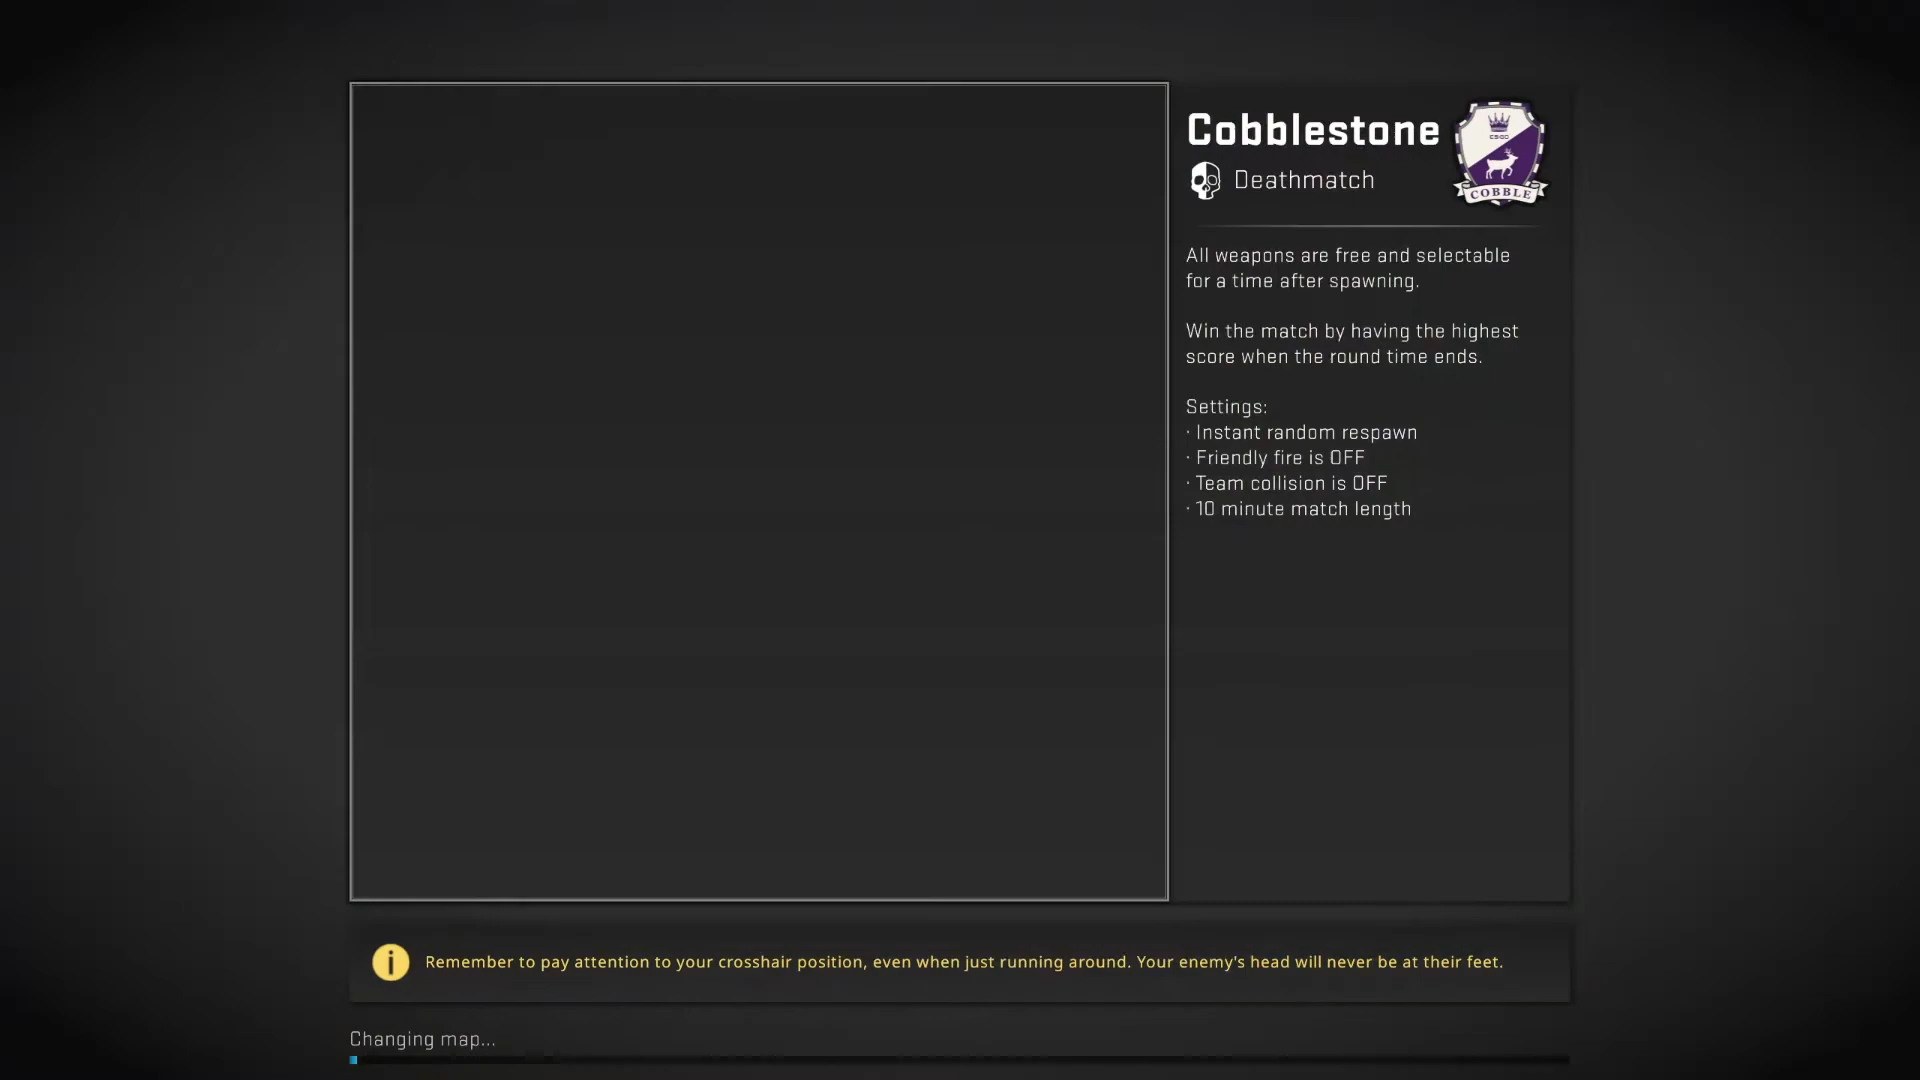 Cobblestone
Deathmatch
CS:GO
COBBLE
All weapons are free and selectable
for a time after spawning.
Win the match by having the highest
score when the round time ends.
Settings:
· Instant random respawn
· Friendly fire is OFF
· Team collision is OFF
· 10 minute match length
Remember to pay attention to your crosshair position, even when just running around. Your enemy's head will never be at their feet.
Changing map...